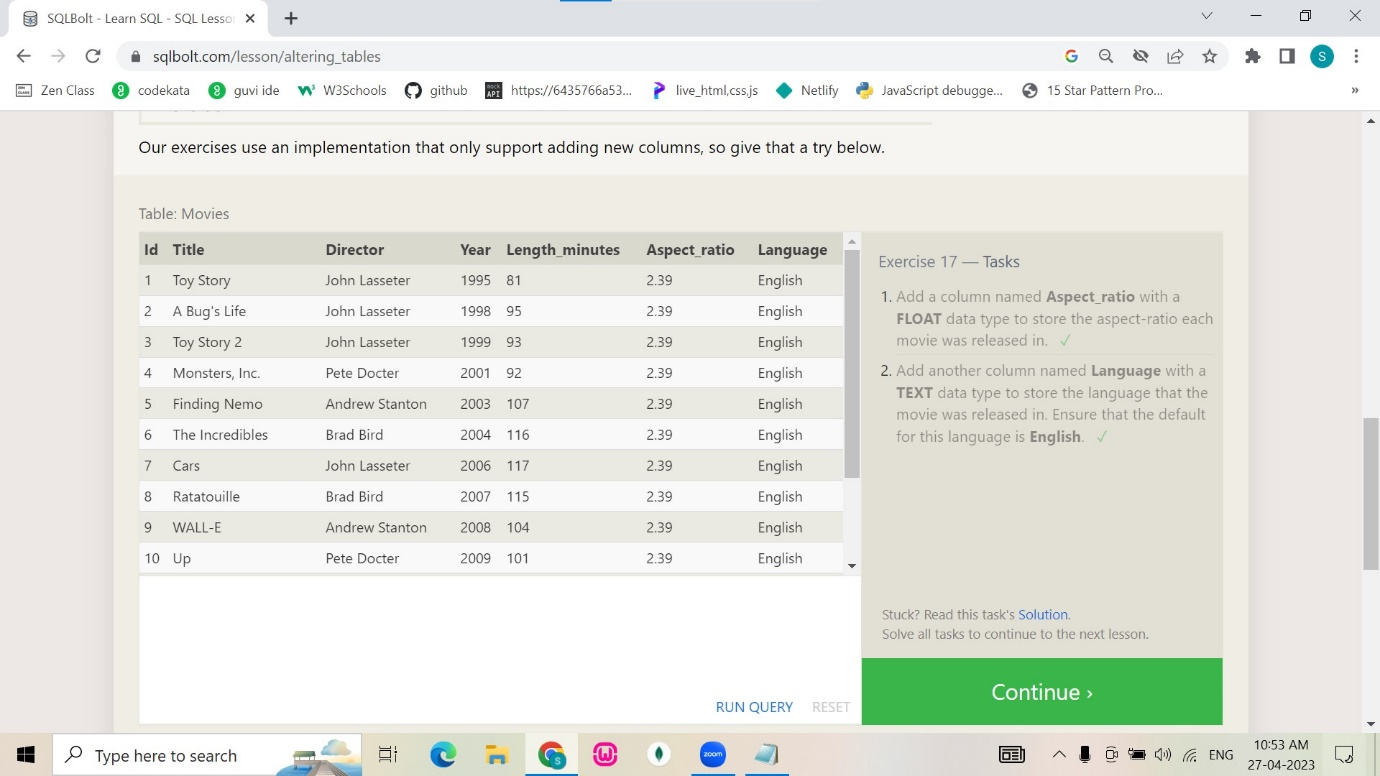 SQLBolt - Learn SQL - SQL Lesso
sqlbolt.com/lesson/altering_tables
S
Zen Class codekata guvi ide W3Schools github https://6435766a53... live_html,css,js Netlify JavaScript debugge... 15 Star Pattern Pro... »
Our exercises use an implementation that only support adding new columns, so give that a try below.
Table: Movies
Id Title Director Year Length_minutes Aspect_ratio Language
1 Toy Story John Lasseter 1995 81 2.39 English
2 A Bug's Life John Lasseter 1998 95 2.39 English
3 Toy Story 2 John Lasseter 1999 93 2.39 English
4 Monsters, Inc. Pete Docter 2001 92 2.39 English
5 Finding Nemo Andrew Stanton 2003 107 2.39 English
6 The Incredibles Brad Bird 2004 116 2.39 English
7 Cars John Lasseter 2006 117 2.39 English
8 Ratatouille Brad Bird 2007 115 2.39 English
9 WALL-E Andrew Stanton 2008 104 2.39 English
10 Up Pete Docter 2009 101 2.39 English
RUN QUERY RESET
Exercise 17 — Tasks
1. Add a column named Aspect_ratio with a
FLOAT data type to store the aspect-ratio each
movie was released in. ✓
2. Add another column named Language with a
TEXT data type to store the language that the
movie was released in. Ensure that the default
for this language is English. ✓
Stuck? Read this task's Solution.
Solve all tasks to continue to the next lesson.
Continue ›
Type here to search
zoom
ENG
10:53 AM
27-04-2023